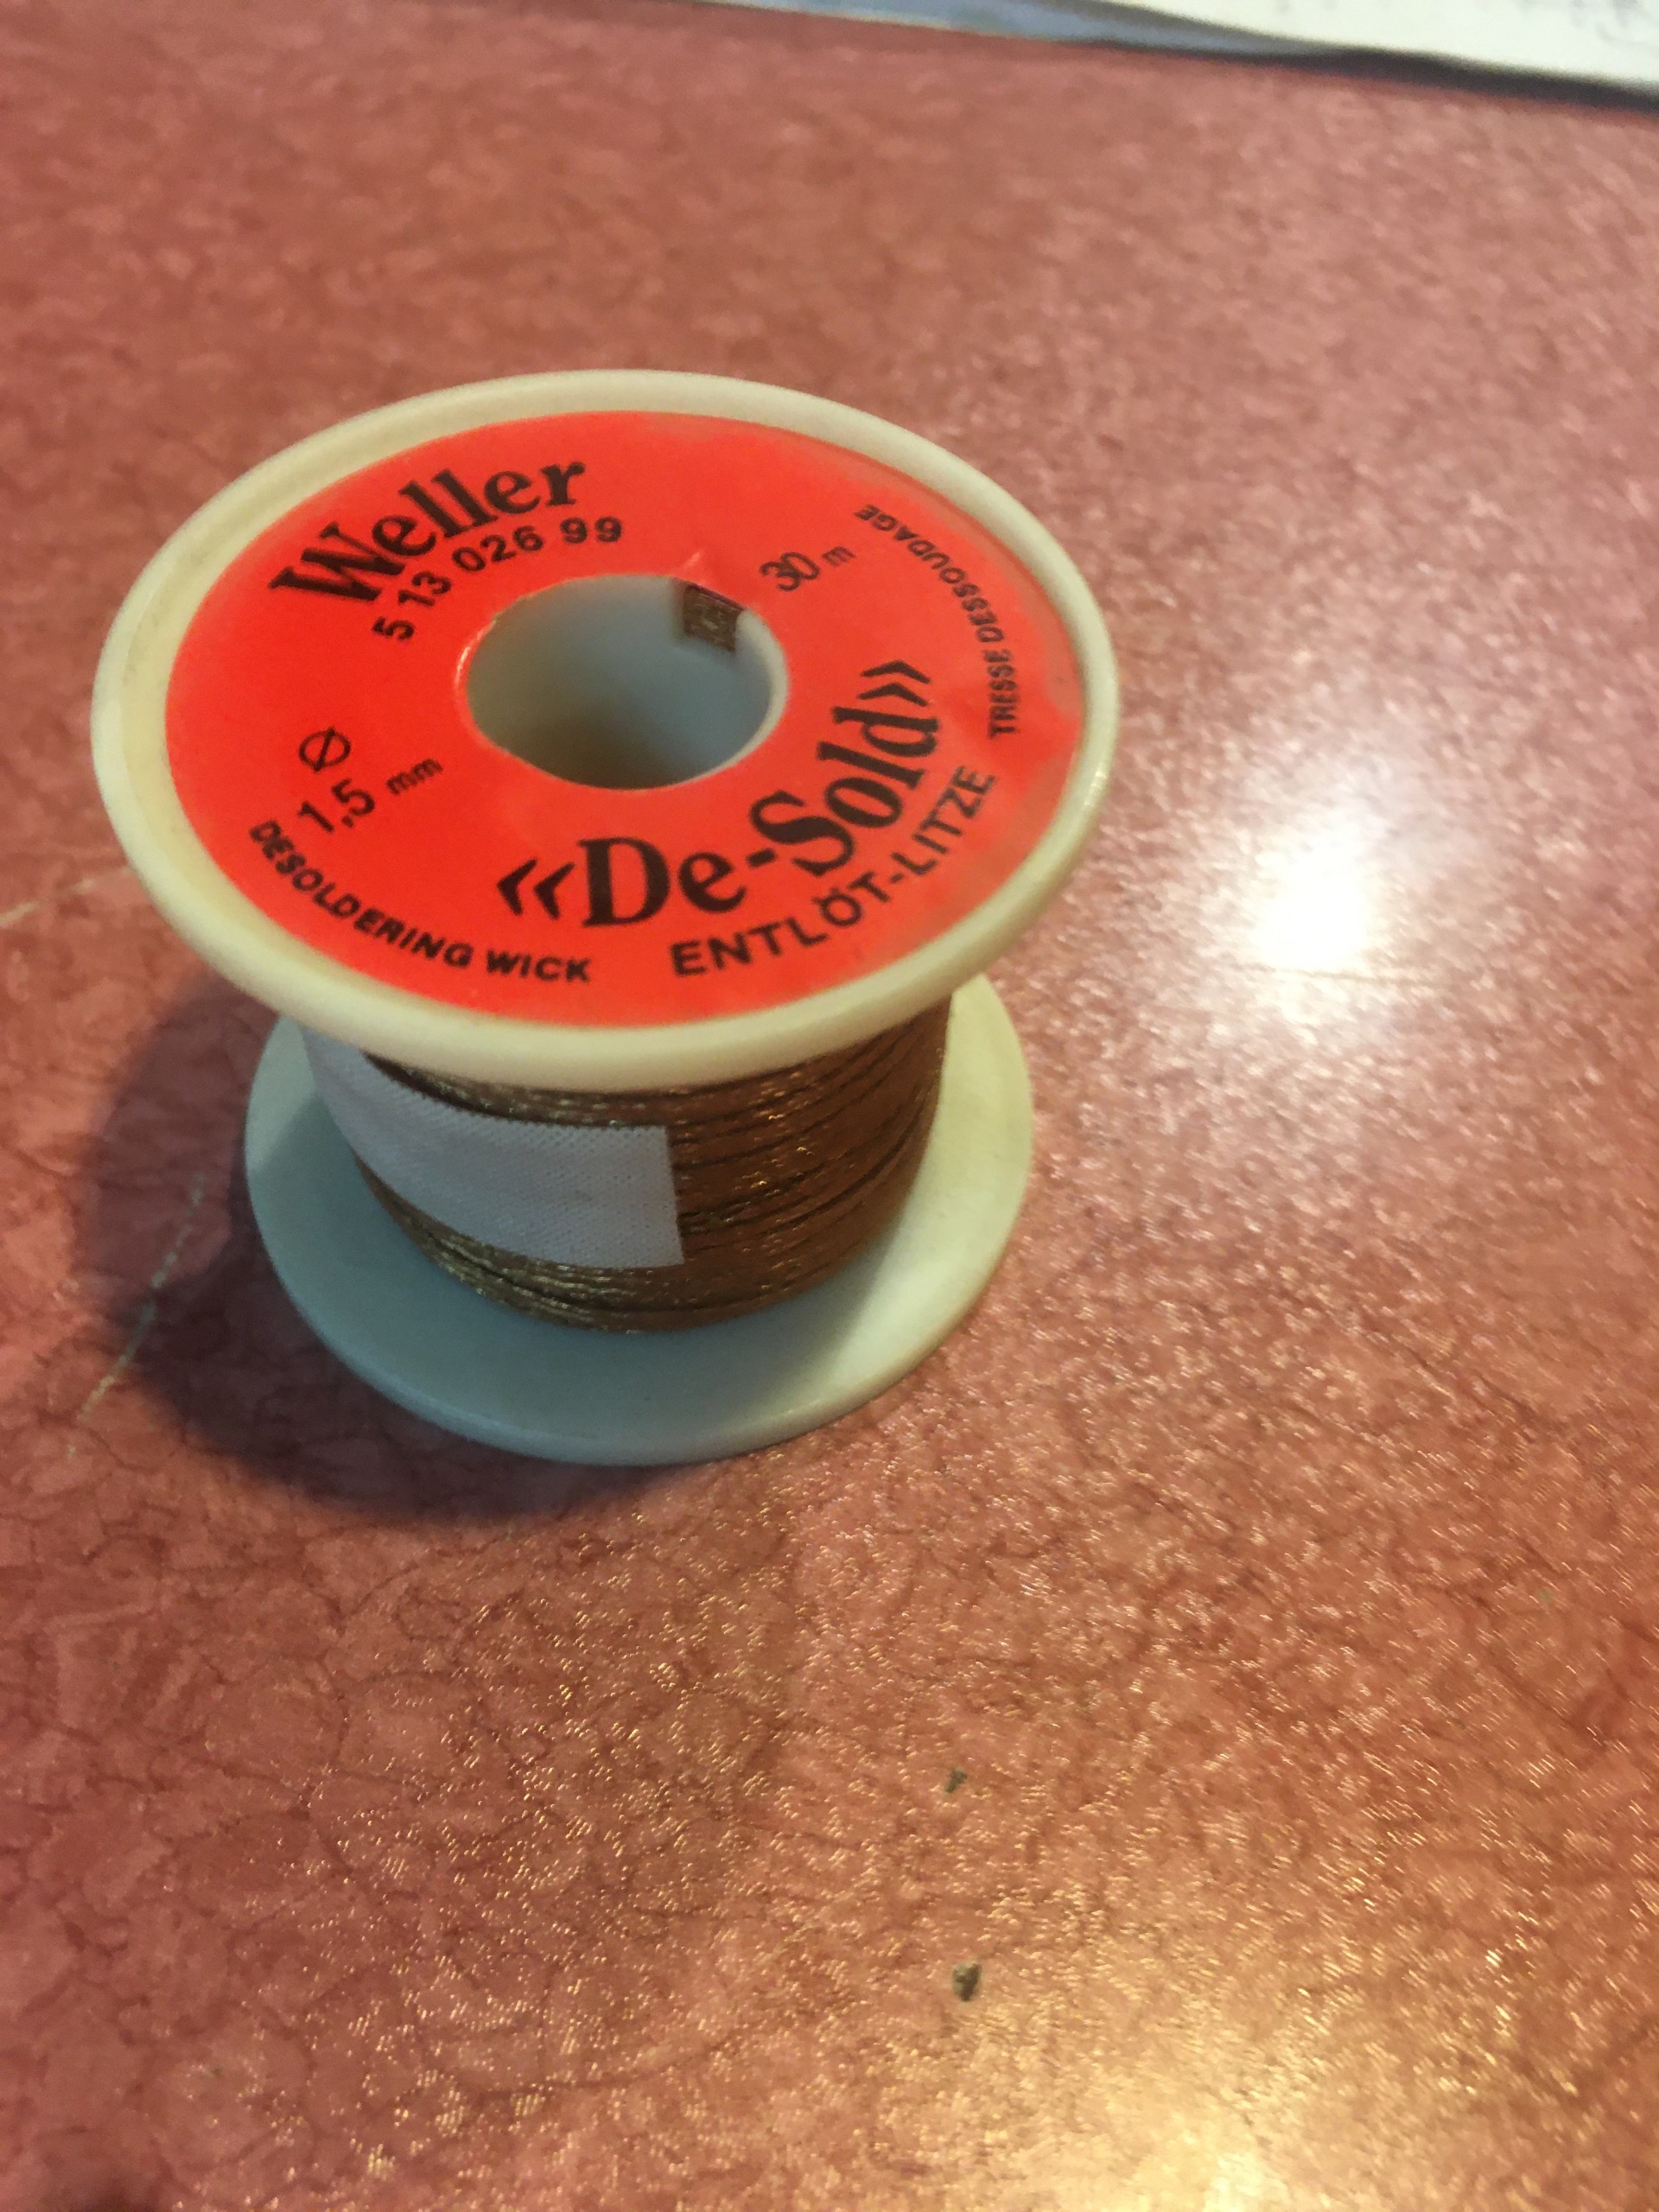 Weller
5 13 026 99
30 m
TRESSE DESSOUDAGE
Ø
1,5 mm
«De-Sold»
DESOLDERING WICK
ENTLÖT-LITZE